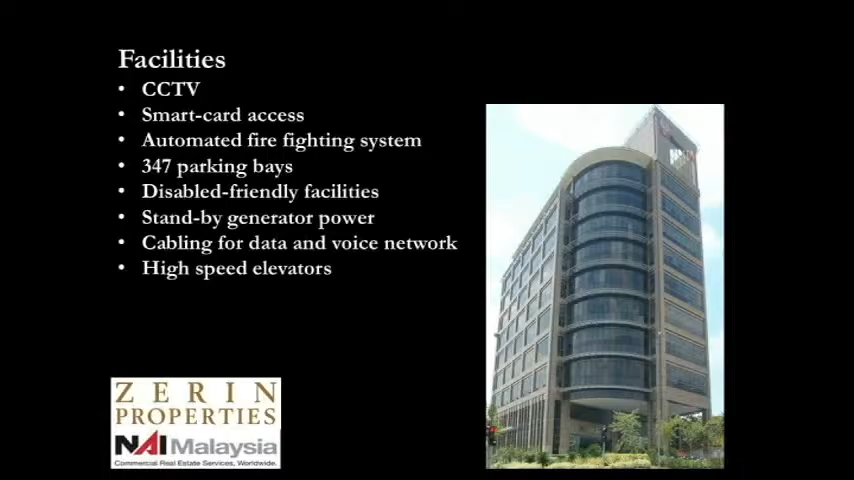 Facilities
• CCTV
• Smart-card access
• Automated fire fighting system
• 347 parking bays
• Disabled-friendly facilities
• Stand-by generator power
• Cabling for data and voice network
• High speed elevators
ZERIN
PROPERTIES
NAI Malaysia
Commercial Real Estate Services, Worldwide.